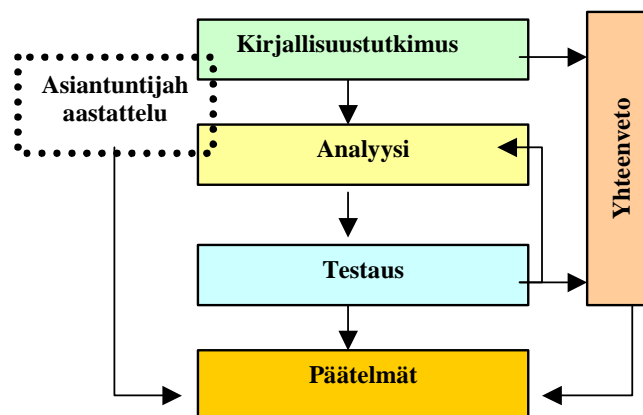 Kirjallisuustutkimus
Asiantuntijah
aastattelu
Analyysi
Yhteenveto
Testaus
Päätelmät